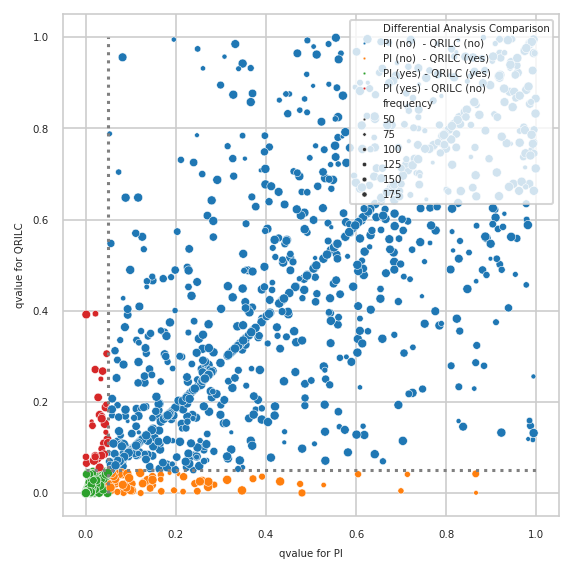 Differential Analysis Comparison
PI (no)  - QRILC (no)
PI (no)  - QRILC (yes)
PI (yes) - QRILC (yes)
PI (yes) - QRILC (no)
frequency
50
75
100
125
150
175
1.0
0.8
0.6
0.4
0.2
0.0
qvalue for QRILC
0.0 0.2 0.4 0.6 0.8 1.0
qvalue for PI